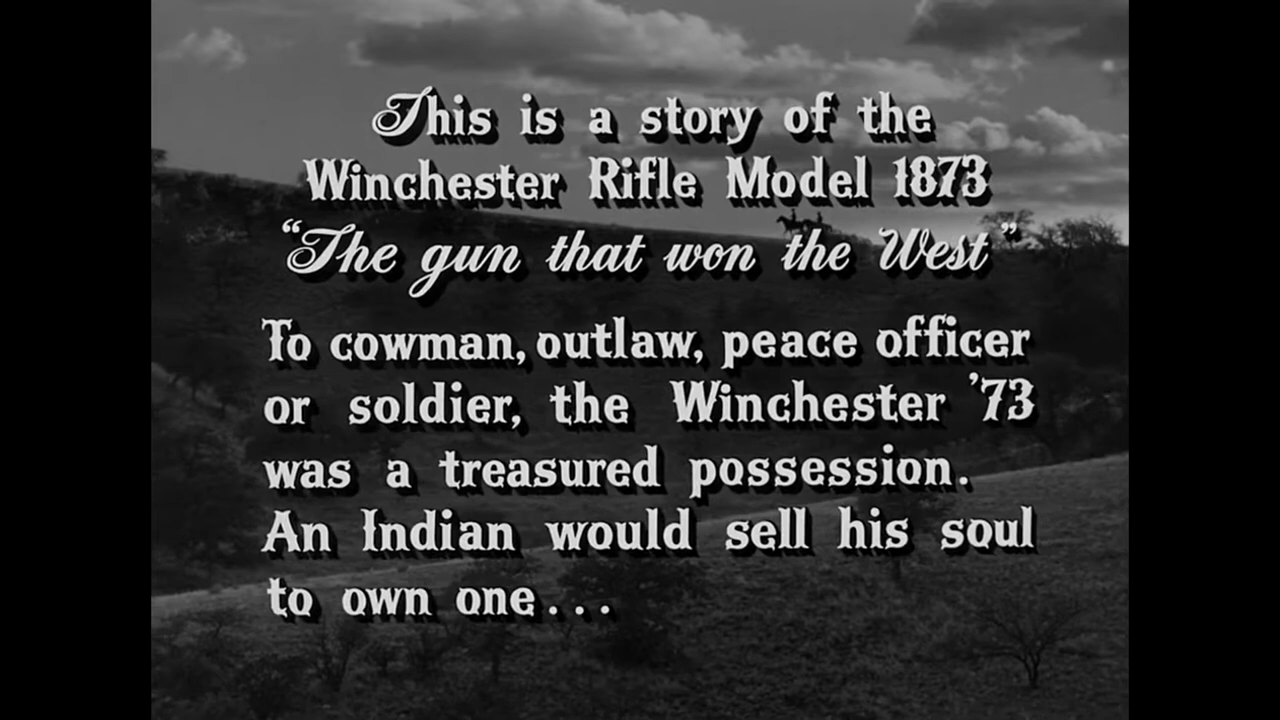 This is a story of the
Winchester Rifle Model 1873
"The gun that won the West"
To cowman, outlaw, peace officer
or soldier, the Winchester '73
was a treasured possession.
An Indian would sell his soul
to own one...